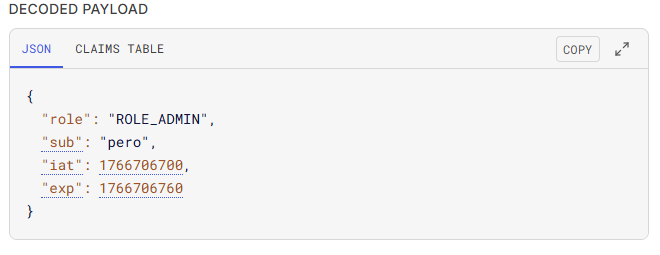 DECODED PAYLOAD
JSON CLAIMS TABLE COPY
{
"role": "ROLE_ADMIN",
"sub": "pero",
"iat": 1766706700,
"exp": 1766706760
}